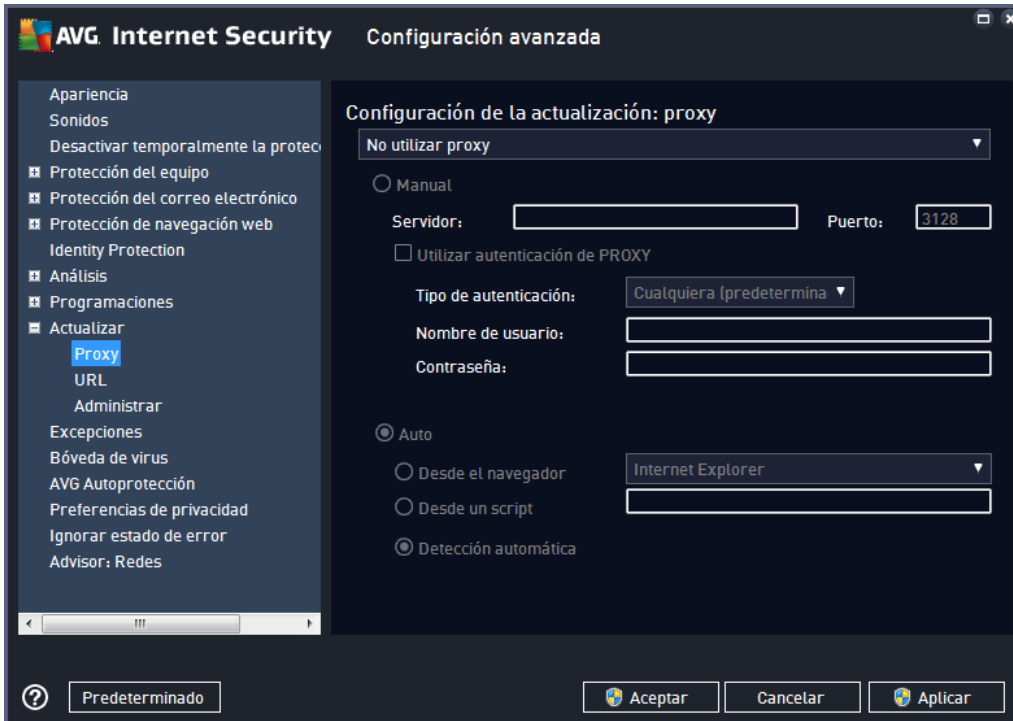 AVG. Internet Security
Configuración avanzada
Apariencia
Sonidos
Desactivar temporalmente la protec
Protección del equipo
Protección del correo electrónico
Protección de navegación web
Identity Protection
Análisis
Programaciones
Actualizar
Proxy
URL
Administrar
Excepciones
Bóveda de virus
AVG Autoprotección
Preferencias de privacidad
Ignorar estado de error
Advisor: Redes
Configuración de la actualización: proxy
No utilizar proxy
Manual
Servidor:
Puerto: 3128
Utilizar autenticación de PROXY
Tipo de autenticación: Cualquiera (predetermina
Nombre de usuario:
Contraseña:
Auto
Desde el navegador Internet Explorer
Desde un script
Detección automática
? Predeterminado Aceptar Cancelar Aplicar